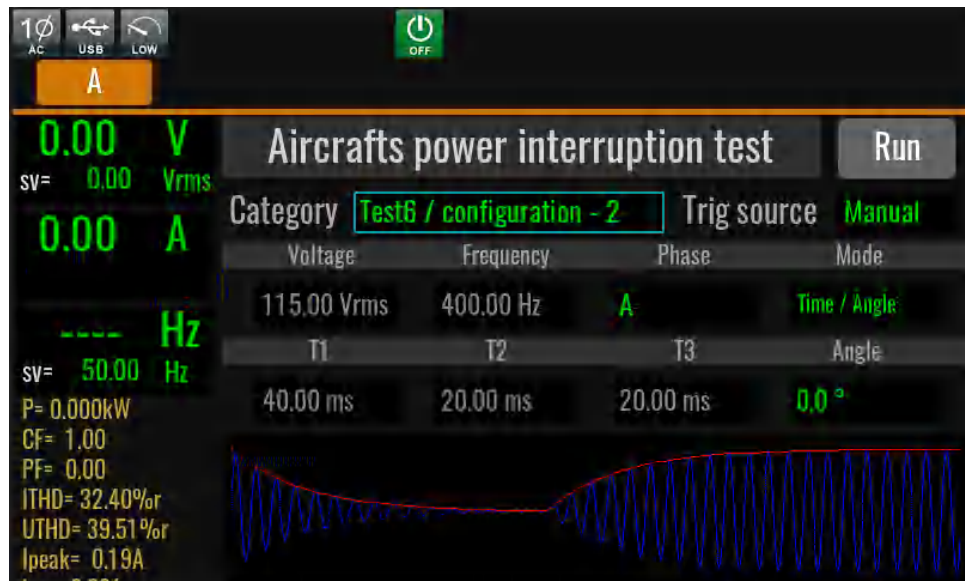 1Ø AC USB LOW OFF
A
0.00 V
sv= 0.00 Vrms
0.00 A
---- Hz
sv= 50.00 Hz
P= 0.000kW
CF= 1.00
PF= 0.00
ITHD= 32.40%r
UTHD= 39.51%r
Ipeak= 0.19A
Aircrafts power interruption test Run
Category Test6 / configuration - 2 Trig source Manual
Voltage Frequency Phase Mode
115.00 Vrms 400.00 Hz A Time / Angle
T1 T2 T3 Angle
40.00 ms 20.00 ms 20.00 ms 0.0 °